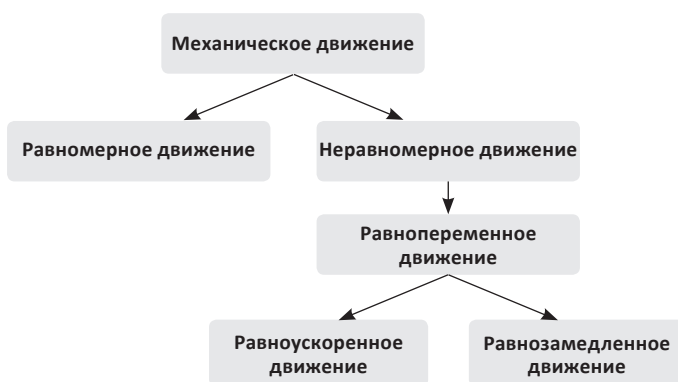 Механическое движение
Равномерное движение
Неравномерное движение
Равнопеременное
движение
Равноускоренное
движение
Равнозамедленное
движение